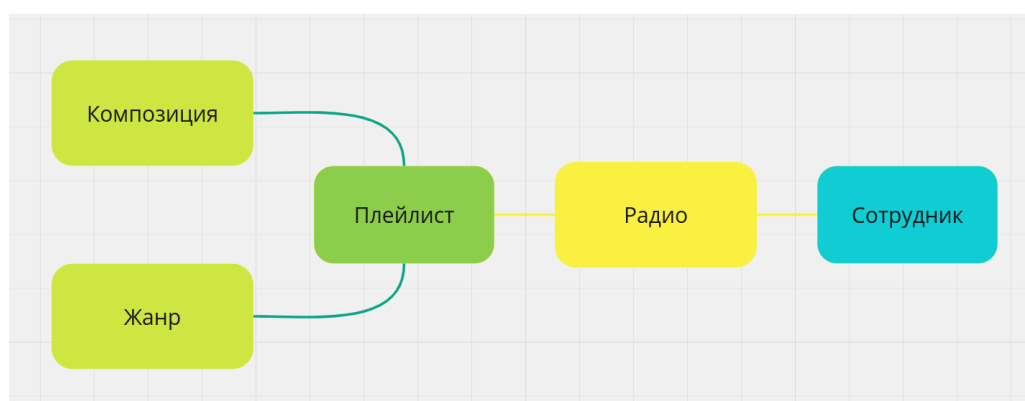 Композиция
Плейлист
Радио
Сотрудник
Жанр